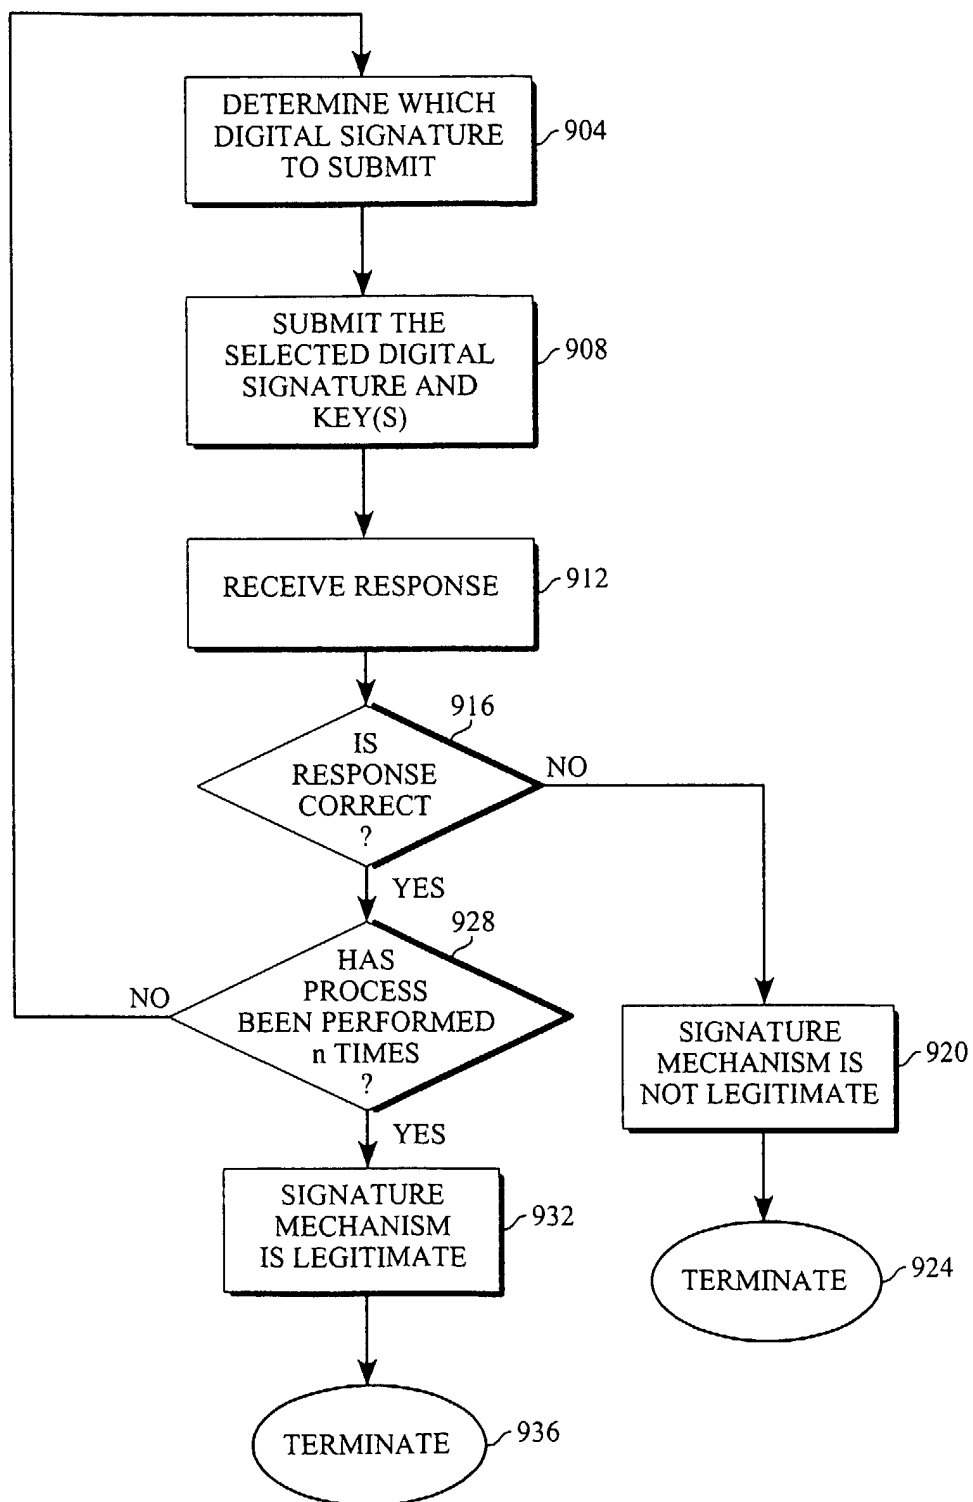 DETERMINE WHICH
DIGITAL SIGNATURE
TO SUBMIT
904
SUBMIT THE
SELECTED DIGITAL
SIGNATURE AND
KEY(S)
908
RECEIVE RESPONSE
912
916
IS
RESPONSE
CORRECT
?
NO
YES
928
HAS
PROCESS
BEEN PERFORMED
n TIMES
?
NO
YES
SIGNATURE
MECHANISM IS
NOT LEGITIMATE
920
SIGNATURE
MECHANISM
IS LEGITIMATE
932
TERMINATE
924
TERMINATE
936